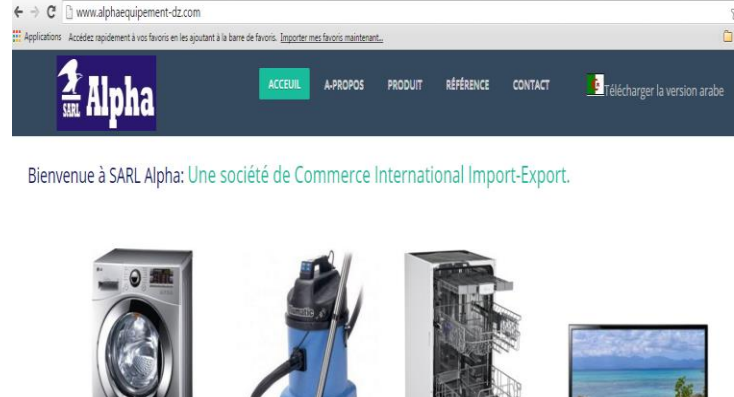 www.alphaequipement-dz.com
Applications Accédez rapidement à vos favoris en les ajoutant à la barre de favoris. Importer mes favoris maintenant...
SARL Alpha
ACCEUIL A-PROPOS PRODUIT RÉFÉRENCE CONTACT Télécharger la version arabe
Bienvenue à SARL Alpha: Une société de Commerce International Import-Export.
LG